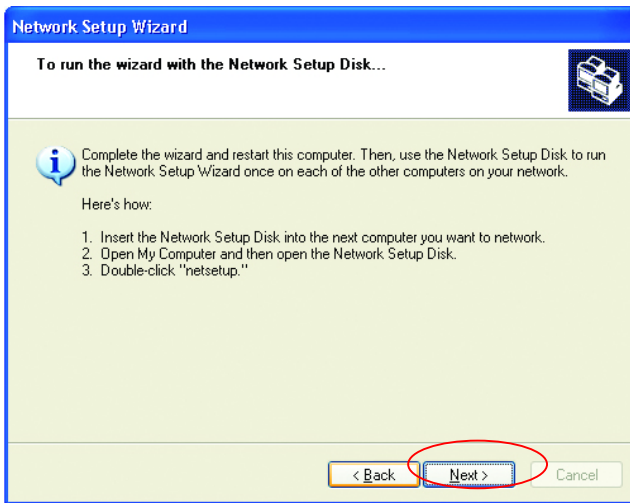 Network Setup Wizard
To run the wizard with the Network Setup Disk...
Complete the wizard and restart this computer. Then, use the Network Setup Disk to run
the Network Setup Wizard once on each of the other computers on your network.
Here's how:
1. Insert the Network Setup Disk into the next computer you want to network.
2. Open My Computer and then open the Network Setup Disk.
3. Double-click "netsetup."
< Back
Next >
Cancel